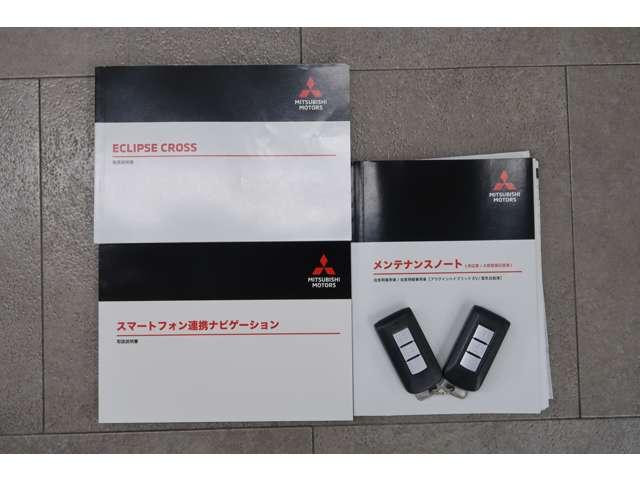 MITSUBISHI
MOTORS
ECLIPSE CROSS
取扱説明書
MITSUBISHI
MOTORS
スマートフォン連携ナビゲーション
取扱説明書
MITSUBISHI
MOTORS
メンテナンスノート